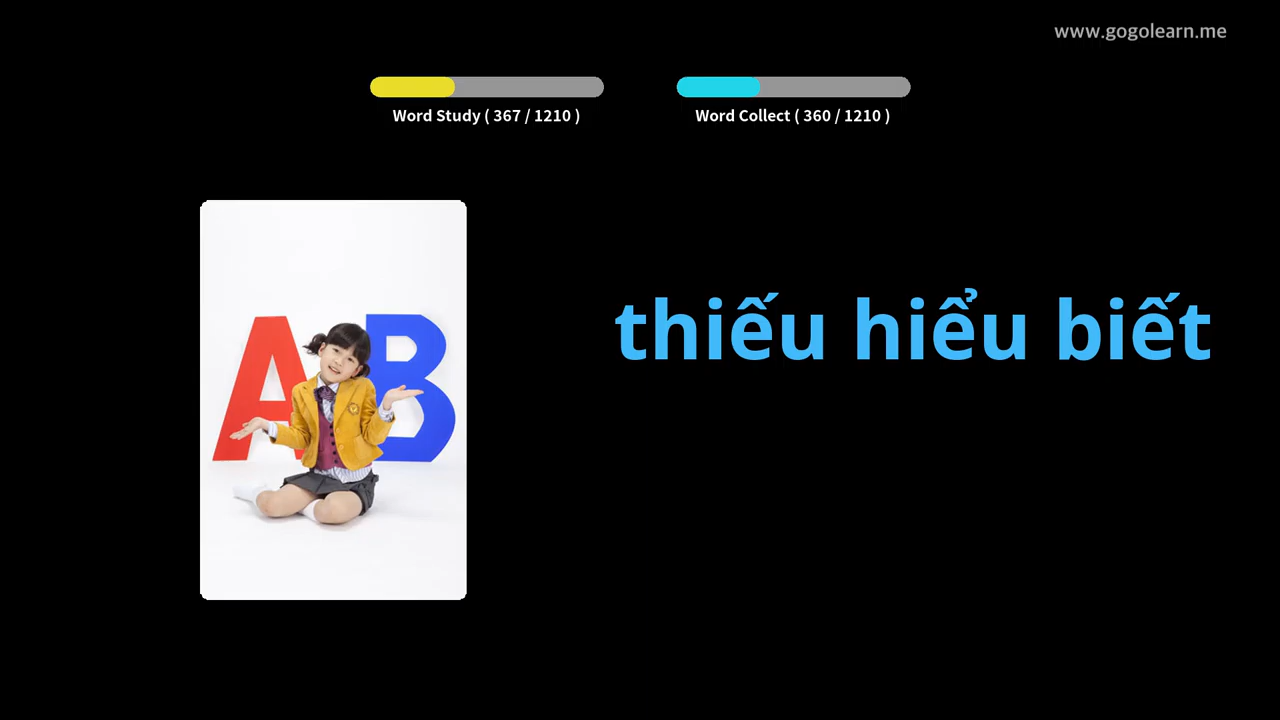 www.gogolearn.me
Word Study ( 367 / 1210 )
Word Collect ( 360 / 1210 )
thiếu hiểu biết
A B